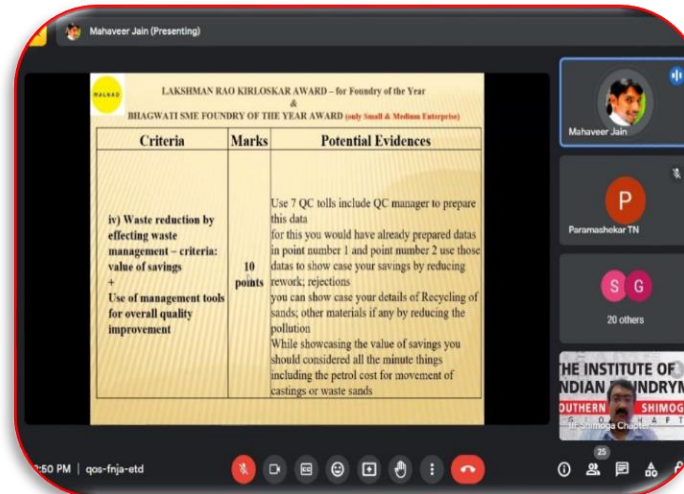 Mahaveer Jain (Presenting)
MALNAD
LAKSHMAN RAO KIRLOSKAR AWARD – for Foundry of the Year
&
BHAGWATI SME FOUNDRY OF THE YEAR AWARD (only Small & Medium Enterprise)
Criteria Marks Potential Evidences
iv) Waste reduction by
effecting waste
management – criteria:
value of savings
+
Use of management tools
for overall quality
improvement
10
points
Use 7 QC tolls include QC manager to prepare
this data
for this you would have already prepared datas
in point number 1 and point number 2 use those
datas to show case your savings by reducing
rework; rejections
you can show case your details of Recycling of
sands; other materials if any by reducing the
pollution
While showcasing the value of savings you
should considered all the minute things
including the petrol cost for movement of
castings or waste sands
Mahaveer Jain
P
Paramashekar TN
S G
20 others
THE INSTITUTE OF
INDIAN
SHIMOG
Shimoga Chapter
:50 PM | qos-fnja-etd
25